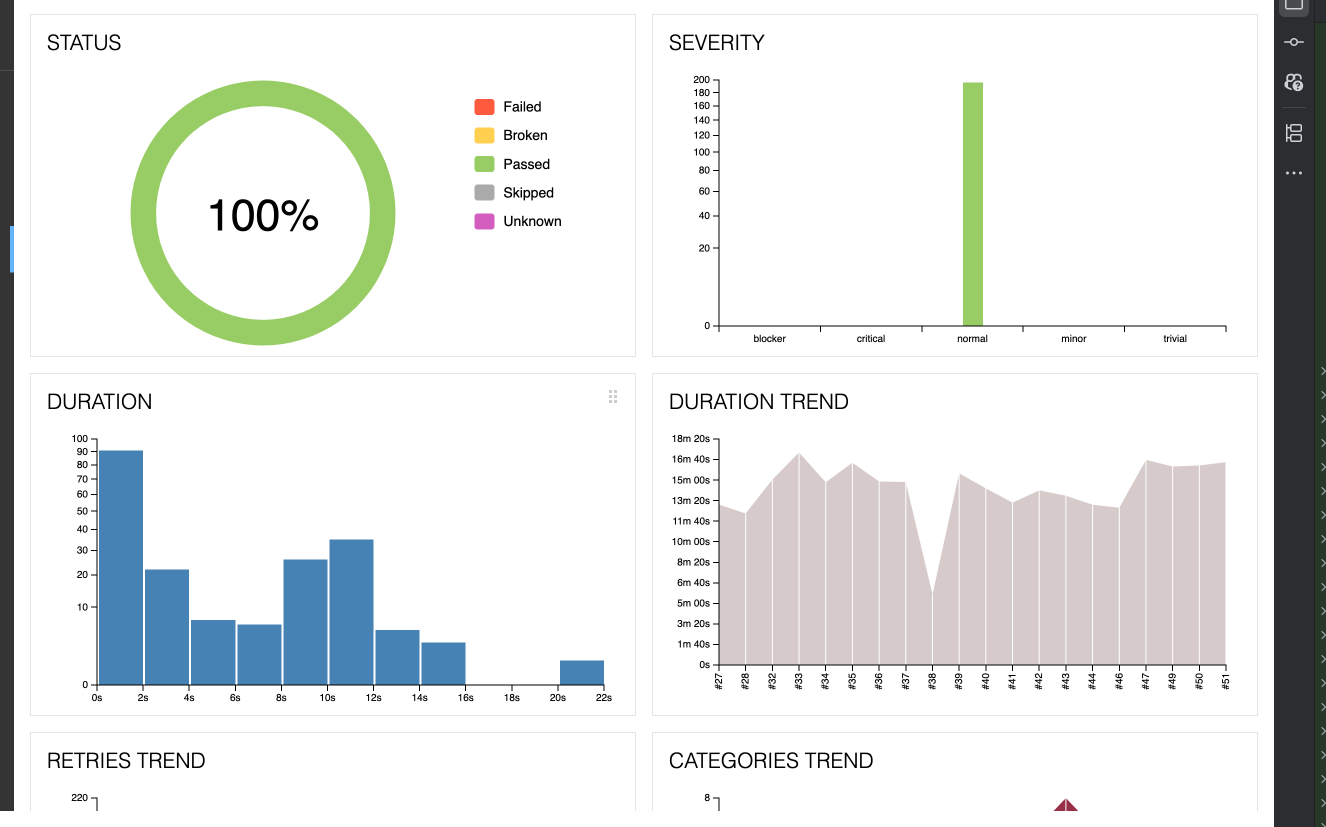 STATUS
100%
Failed
Broken
Passed
Skipped
Unknown
SEVERITY
200
180
160
140
120
100
80
60
40
20
0
blocker critical normal minor trivial
DURATION
100
90
80
70
60
50
40
30
20
10
0
0s 2s 4s 6s 8s 10s 12s 14s 16s 18s 20s 22s
DURATION TREND
18m 20s
16m 40s
15m 00s
13m 20s
11m 40s
10m 00s
8m 20s
6m 40s
5m 00s
3m 20s
1m 40s
0s
#27 #28 #32 #33 #34 #35 #36 #37 #38 #39 #40 #41 #42 #43 #44 #46 #47 #49 #50 #51
RETRIES TREND
220
CATEGORIES TREND
8